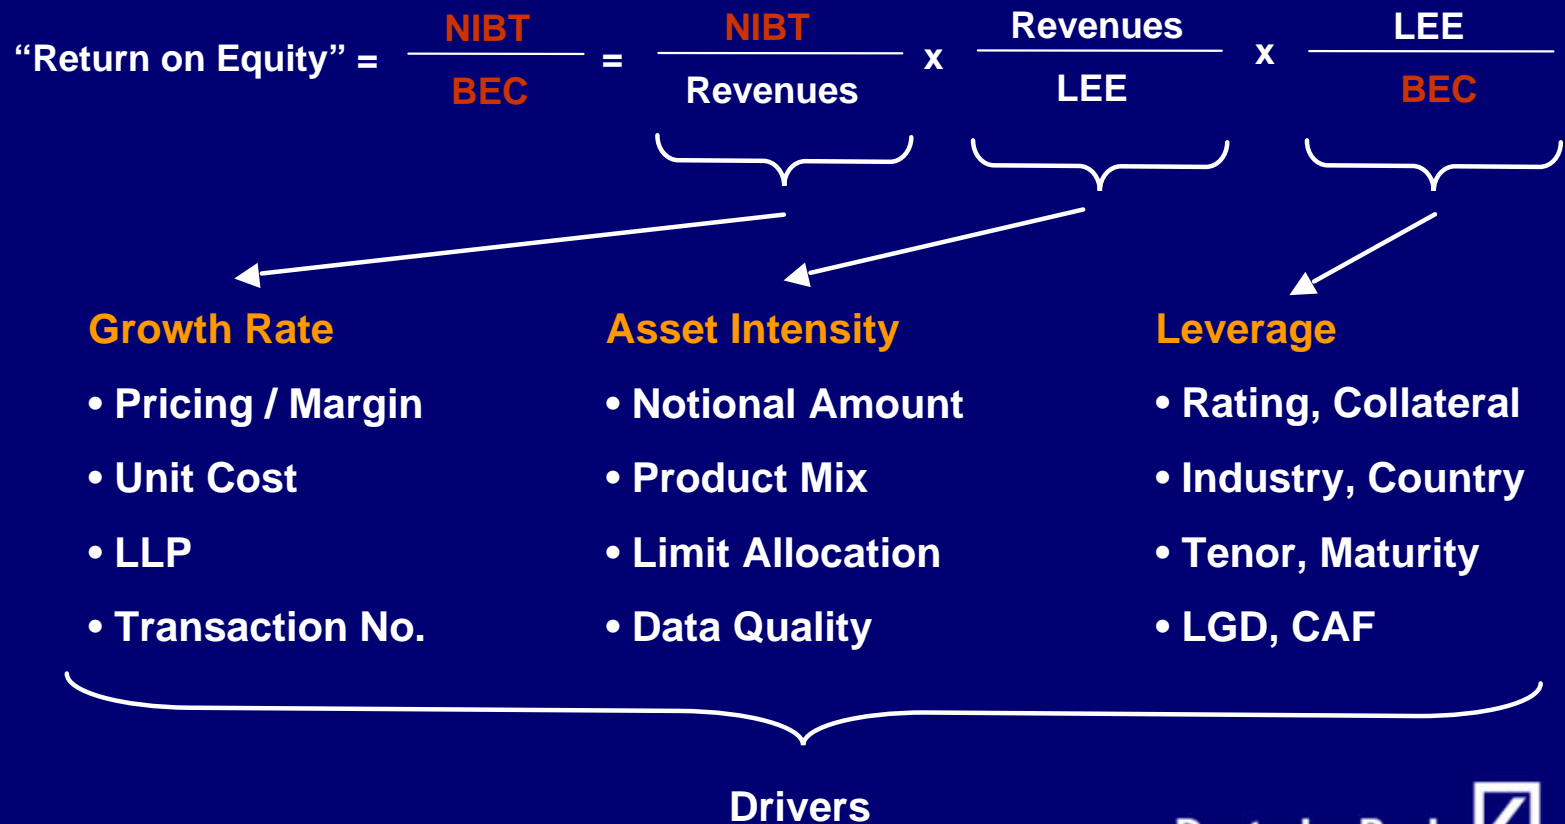 “Return on Equity” = NIBT / BEC = NIBT / Revenues x Revenues / LEE x LEE / BEC
Growth Rate
• Pricing / Margin
• Unit Cost
• LLP
• Transaction No.
Asset Intensity
• Notional Amount
• Product Mix
• Limit Allocation
• Data Quality
Leverage
• Rating, Collateral
• Industry, Country
• Tenor, Maturity
• LGD, CAF
Drivers